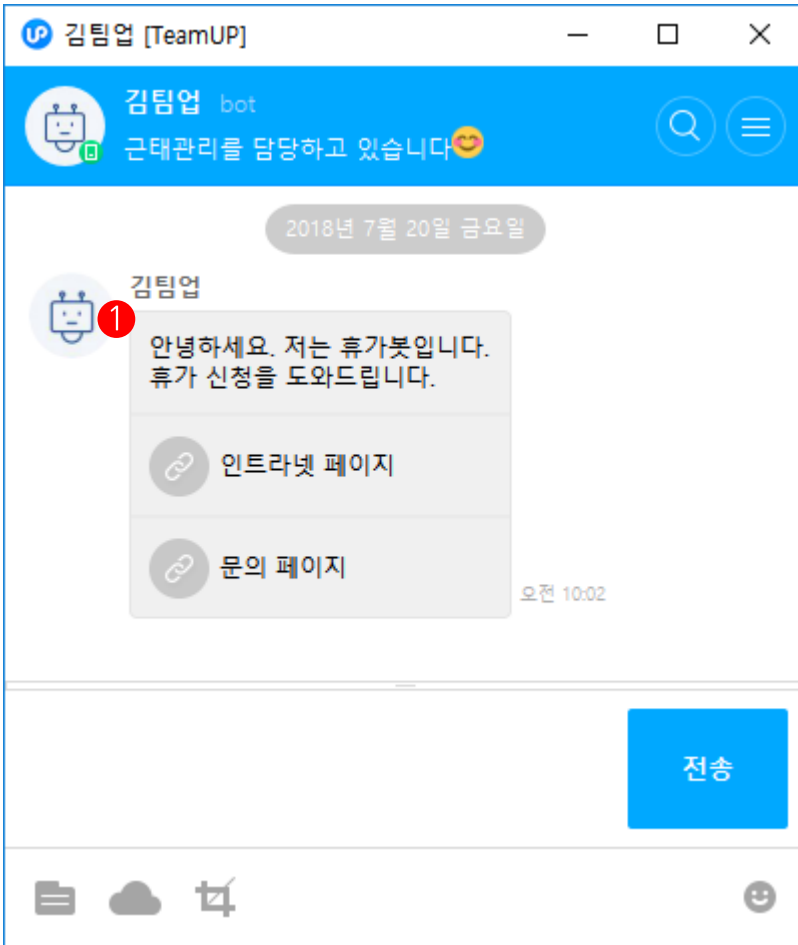 UP 김팀업 [TeamUP]
김팀업 bot
근태관리를 담당하고 있습니다😊
2018년 7월 20일 금요일
김팀업
1
안녕하세요. 저는 휴가봇입니다.
휴가 신청을 도와드립니다.
인트라넷 페이지
문의 페이지
오전 10:02
전송